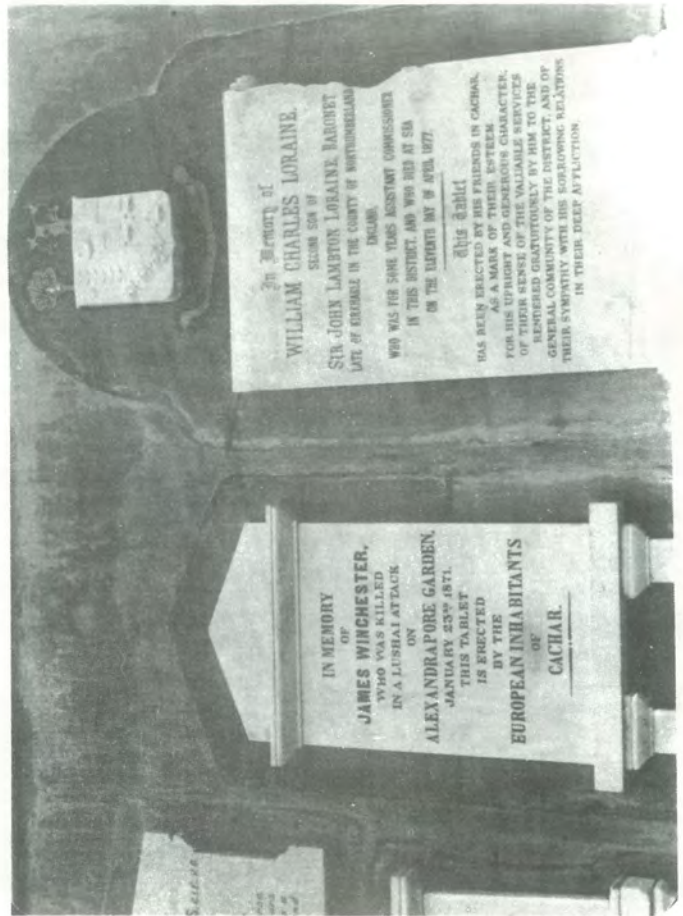 In Memory of
WILLIAM CHARLES LORAINE,
SECOND SON OF
SIR JOHN LAMBTON LORAINE, BARONET
LATE OF KIRKHARLE IN THE COUNTY OF NORTHUMBERLAND
ENGLAND,
WHO WAS FOR SOME YEARS ASSISTANT COMMISSIONER
IN THIS DISTRICT, AND WHO DIED AT SEA
ON THE ELEVENTH DAY OF APRIL 1877.
This Tablet
HAS BEEN ERECTED BY HIS FRIENDS IN CACHAR,
AS A MARK OF THEIR ESTEEM
FOR HIS UPRIGHT AND GENEROUS CHARACTER,
OF THEIR SENSE OF THE VALUABLE SERVICES
RENDERED GRATUITOUSLY BY HIM TO THE
GENERAL COMMUNITY OF THE DISTRICT, AND OF
THEIR SYMPATHY WITH HIS SORROWING RELATIONS
IN THEIR DEEP AFFLICTION.
IN MEMORY
OF
JAMES WINCHESTER,
WHO WAS KILLED
IN A LUSHAI ATTACK
ON
ALEXANDRAPORE GARDEN,
JANUARY 23RD 1871.
THIS TABLET
IS ERECTED
BY THE
EUROPEAN INHABITANTS
OF
CACHAR.